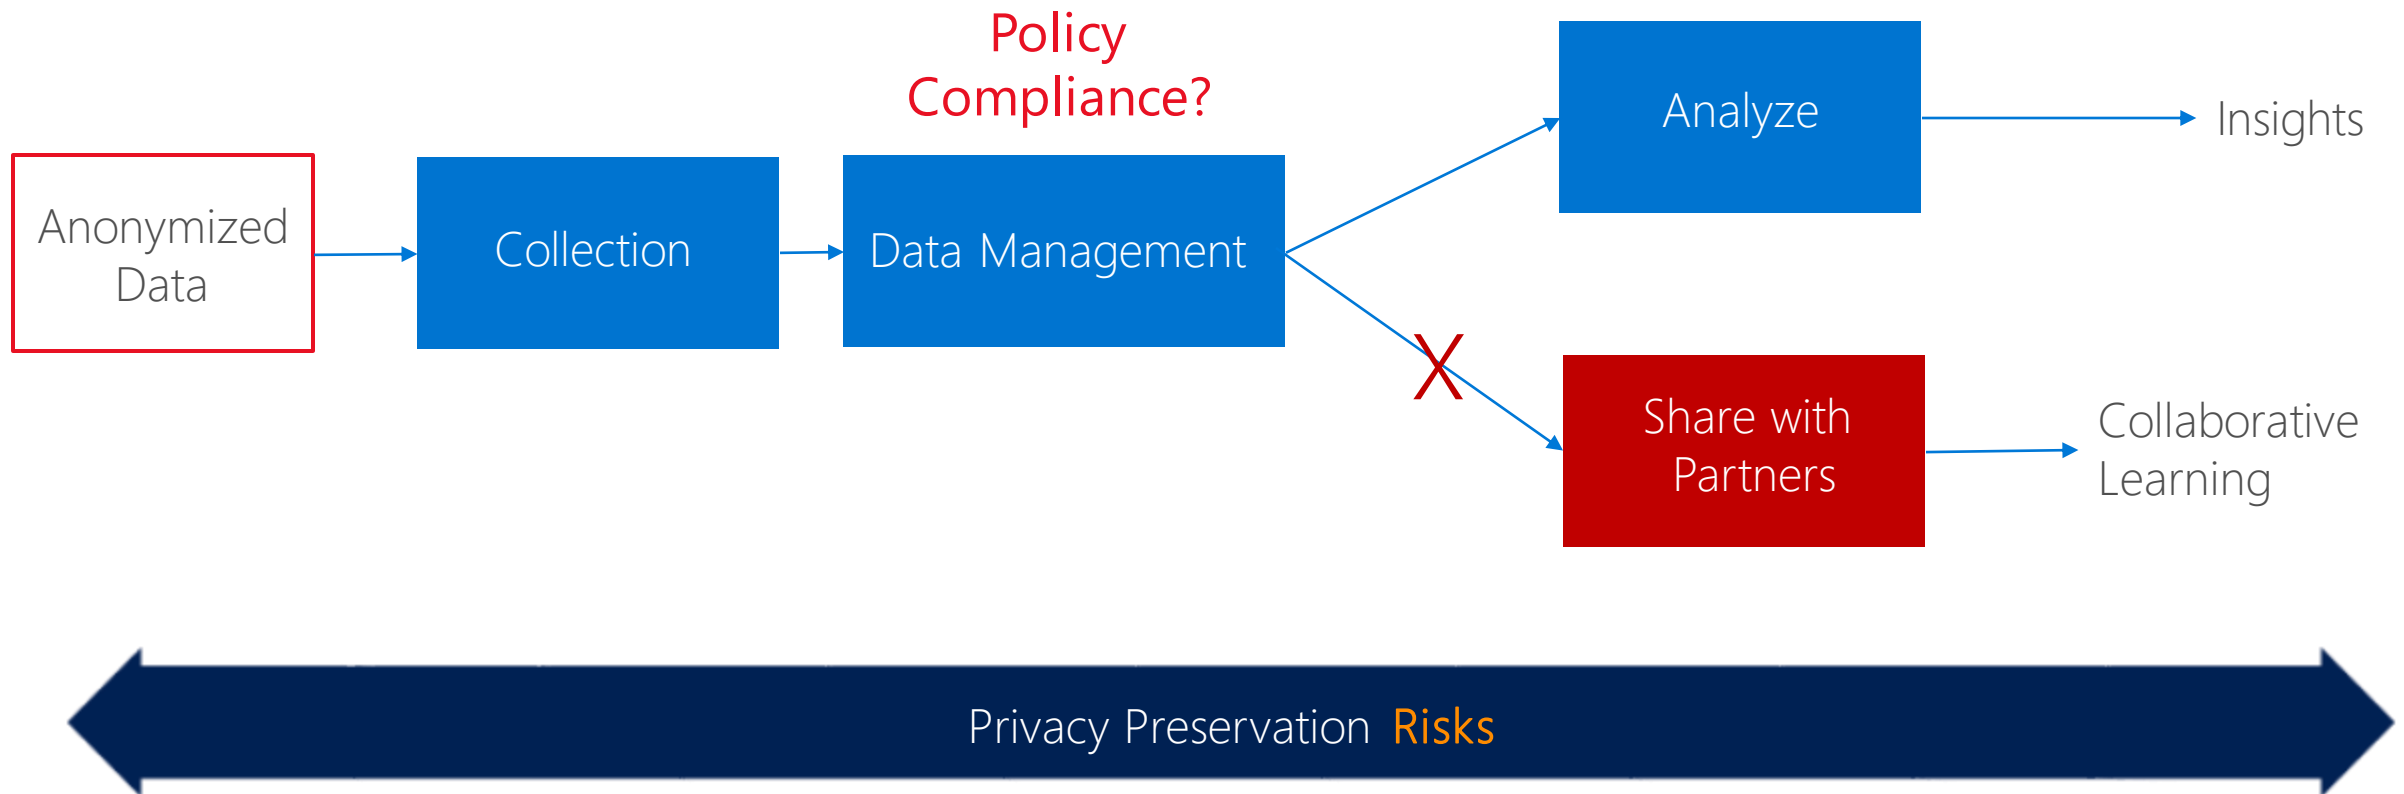 Policy
Compliance?
Anonymized
Data
Collection
Data Management
Analyze
Insights
X
Share with
Partners
Collaborative
Learning
Privacy Preservation Risks